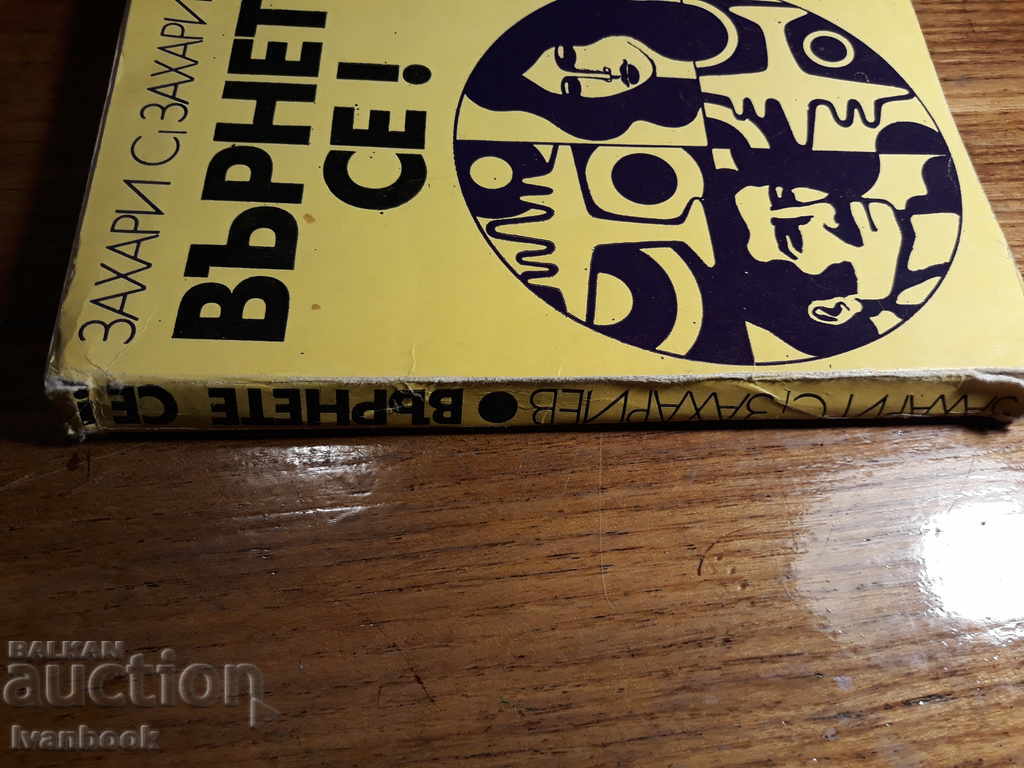 ЗАХАРИ С. ЗАХАРИ
ВЪРНЕТ
СЕ!
ЗАХАРИ С. ЗАХАРИЕВ ● ВЪРНЕТЕ СЕ!
BALKAN
auction
Ivanbook